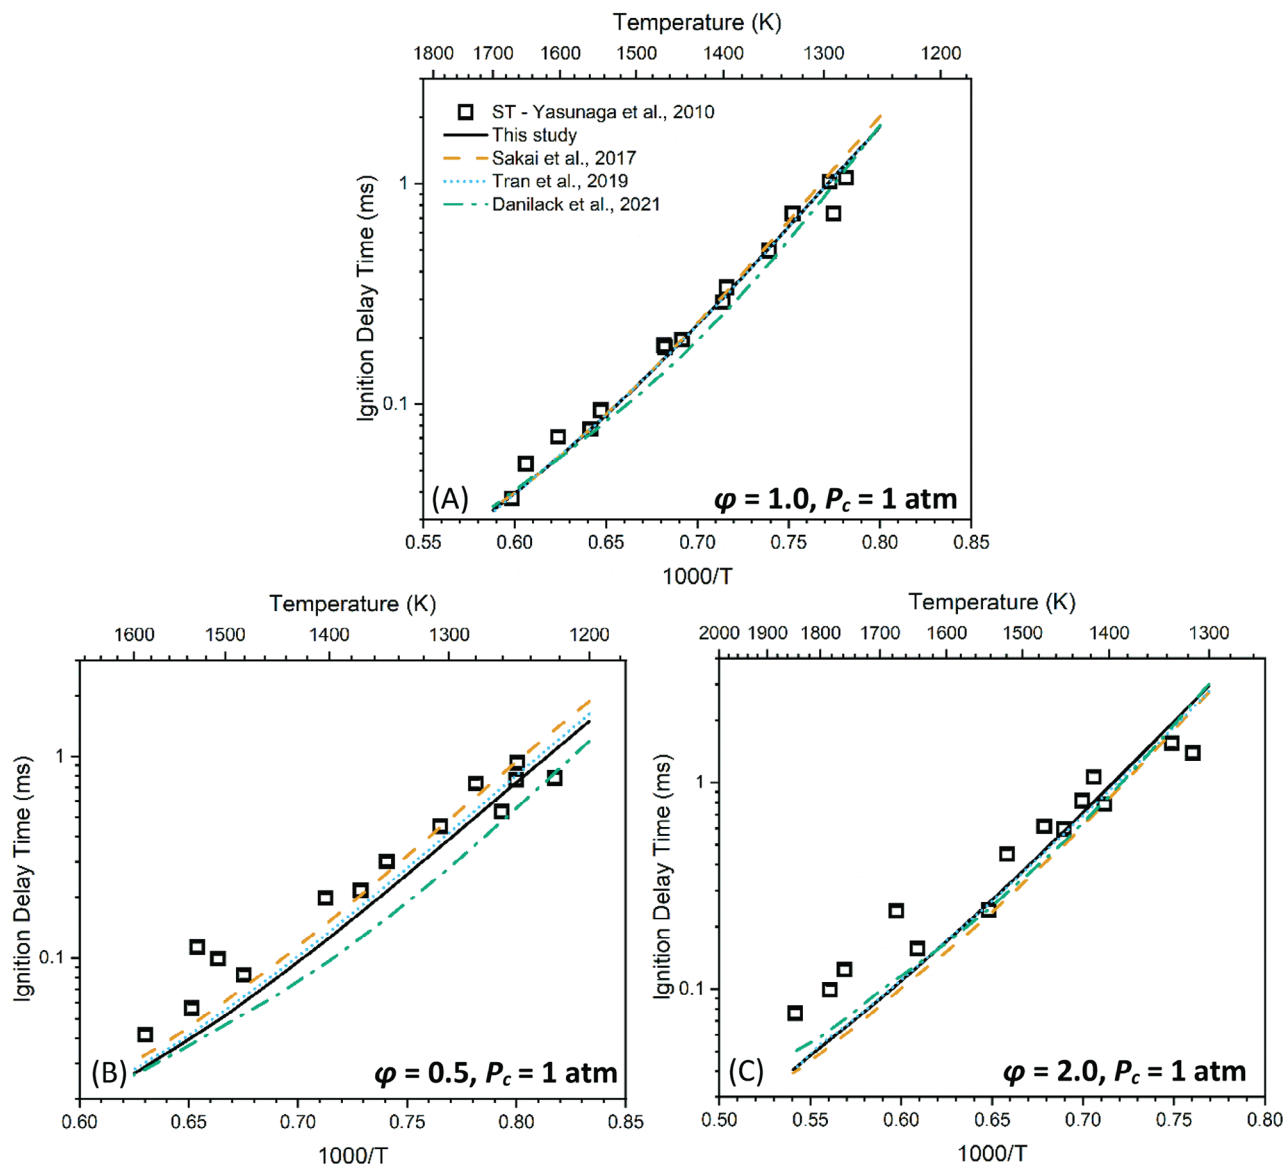 Temperature (K)
1800 1700 1600 1500 1400 1300 1200
ST - Yasunaga et al., 2010
This study
Sakai et al., 2017
Tran et al., 2019
Danilack et al., 2021
Ignition Delay Time (ms)
1
0.1
(A)
φ = 1.0, Pc = 1 atm
0.55 0.60 0.65 0.70 0.75 0.80 0.85
1000/T
Temperature (K)
1600 1500 1400 1300 1200
Ignition Delay Time (ms)
1
0.1
(B)
φ = 0.5, Pc = 1 atm
0.60 0.65 0.70 0.75 0.80 0.85
1000/T
Temperature (K)
2000 1900 1800 1700 1600 1500 1400 1300
Ignition Delay Time (ms)
1
0.1
(C)
φ = 2.0, Pc = 1 atm
0.50 0.55 0.60 0.65 0.70 0.75 0.80
1000/T